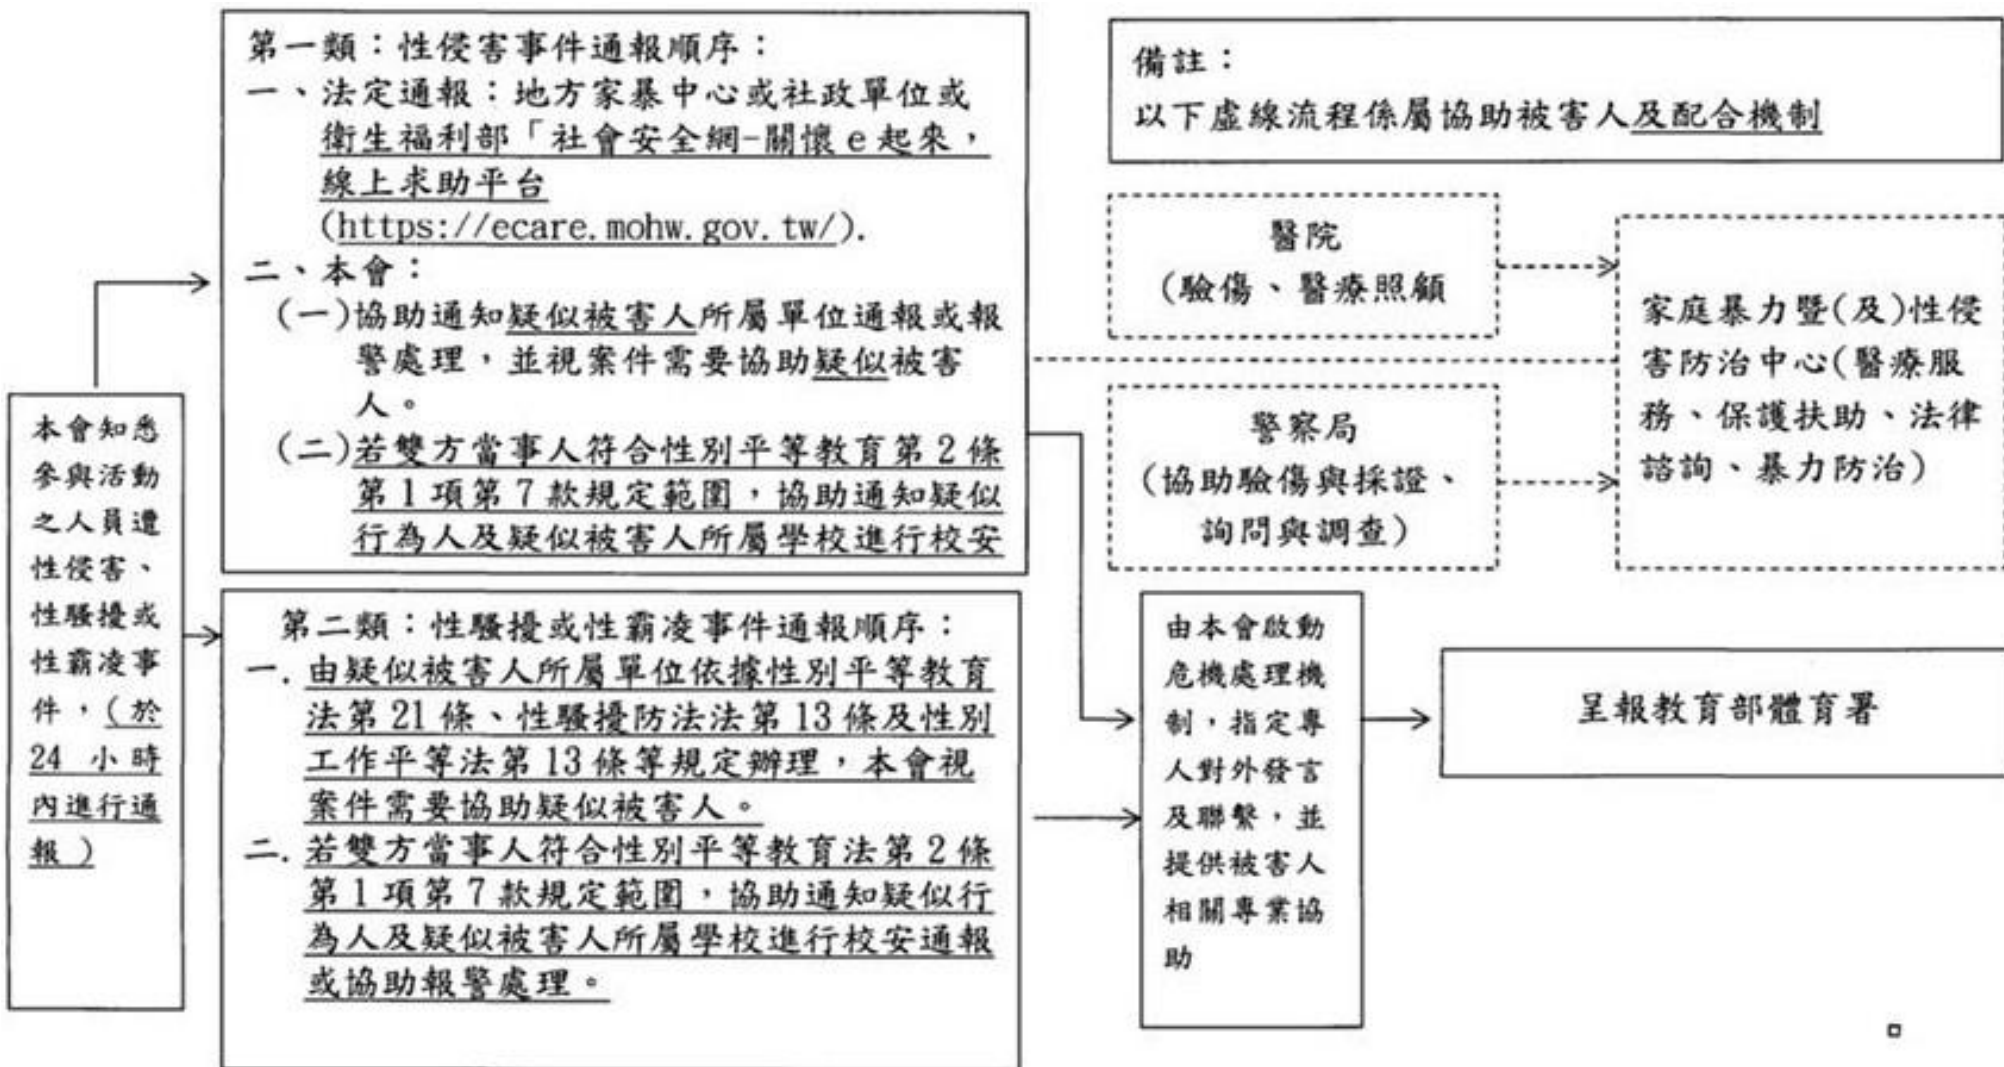 第一類：性侵害事件通報順序：
一、法定通報：地方家暴中心或社政單位或
衛生福利部「社會安全網-關懷 e 起來，
線上求助平台
(https://ecare.mohw.gov.tw/).
二、本會：
(一)協助通知疑似被害人所屬單位通報或報
警處理，並視案件需要協助疑似被害
人。
(二)若雙方當事人符合性別平等教育第 2 條
第 1 項第 7 款規定範圍，協助通知疑似
行為人及疑似被害人所屬學校進行校安
備註：
以下虛線流程係屬協助被害人及配合機制
醫院
(驗傷、醫療照顧
警察局
(協助驗傷與採證、
詢問與調查)
家庭暴力暨(及)性侵
害防治中心(醫療服
務、保護扶助、法律
諮詢、暴力防治)
本會知悉
參與活動
之人員遭
性侵害、
性騷擾或
性霸凌事
件，(於
24 小時
內進行通
報)
第二類：性騷擾或性霸凌事件通報順序：
一. 由疑似被害人所屬單位依據性別平等教育
法第 21 條、性騷擾防法法第 13 條及性別
工作平等法第 13 條等規定辦理，本會視
案件需要協助疑似被害人。
二. 若雙方當事人符合性別平等教育法第 2 條
第 1 項第 7 款規定範圍，協助通知疑似行
為人及疑似被害人所屬學校進行校安通報
或協助報警處理。
由本會啟動
危機處理機
制，指定專
人對外發言
及聯繫，並
提供被害人
相關專業協
助
呈報教育部體育署